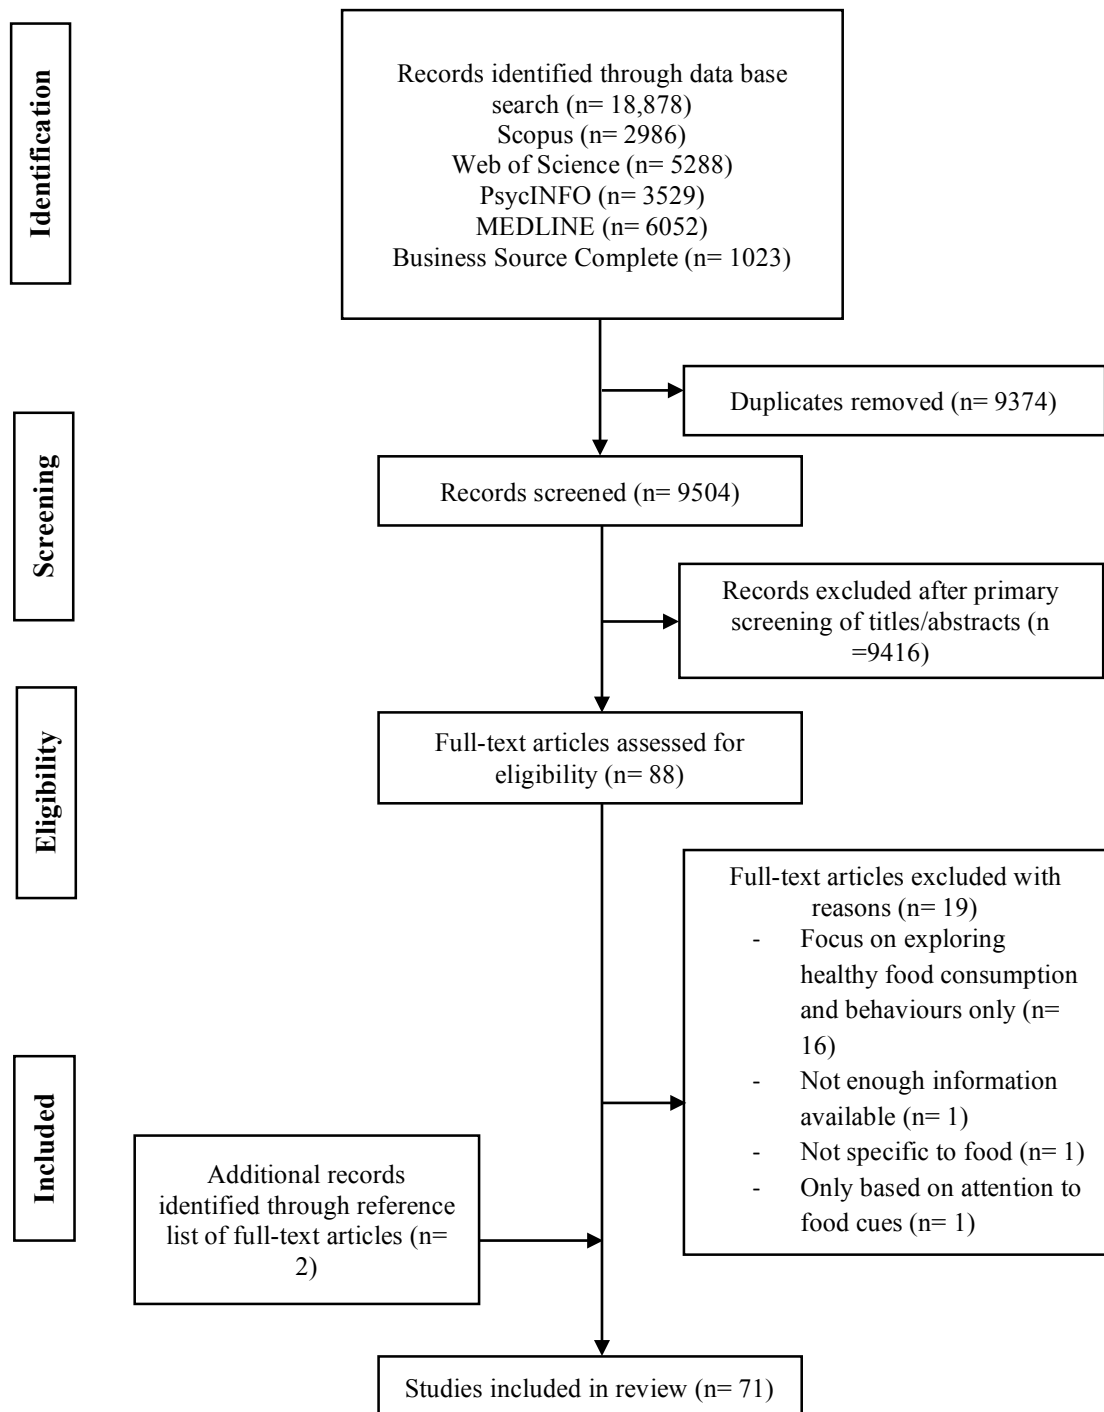 Identification
Records identified through data base
search (n= 18,878)
Scopus (n= 2986)
Web of Science (n= 5288)
PsycINFO (n= 3529)
MEDLINE (n= 6052)
Business Source Complete (n= 1023)
Duplicates removed (n= 9374)
Screening
Records screened (n= 9504)
Records excluded after primary
screening of titles/abstracts (n
=9416)
Eligibility
Full-text articles assessed for
eligibility (n= 88)
Full-text articles excluded with
reasons (n= 19)
- Focus on exploring
healthy food consumption
and behaviours only (n=
16)
- Not enough information
available (n= 1)
- Not specific to food (n= 1)
- Only based on attention to
food cues (n= 1)
Included
Additional records
identified through reference
list of full-text articles (n=
2)
Studies included in review (n= 71)